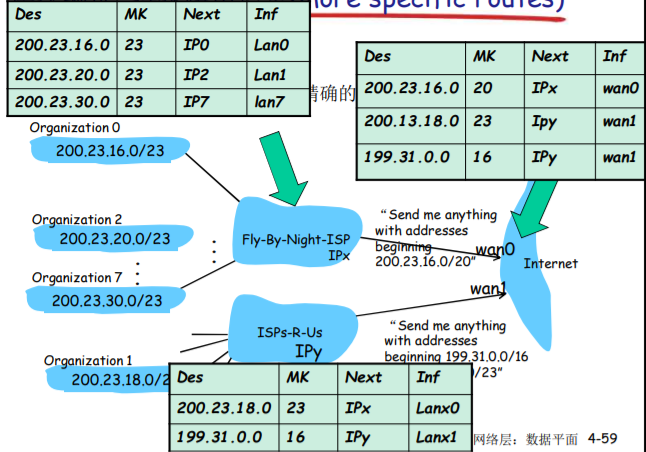 more specific routes)
Des MK Next Inf
200.23.16.0 23 IP0 Lan0
200.23.20.0 23 IP2 Lan1
200.23.30.0 23 IP7 lan7
Des MK Next Inf
200.23.16.0 20 IPx wan0
200.13.18.0 23 Ipy wan1
199.31.0.0 16 IPy wan1
精确的
Organization 0
200.23.16.0/23
Organization 2
200.23.20.0/23
Organization 7
200.23.30.0/23
Fly-By-Night-ISP
IPx
“Send me anything
with addresses
beginning
200.23.16.0/20”
wan0
Internet
wan1
ISPs-R-Us
IPy
“Send me anything
with addresses
beginning 199.31.0.0/16
/23”
Organization 1
200.23.18.0/2
Des MK Next Inf
200.23.18.0 23 IPx Lanx0
199.31.0.0 16 IPy Lanx1
网络层：数据平面 4-59